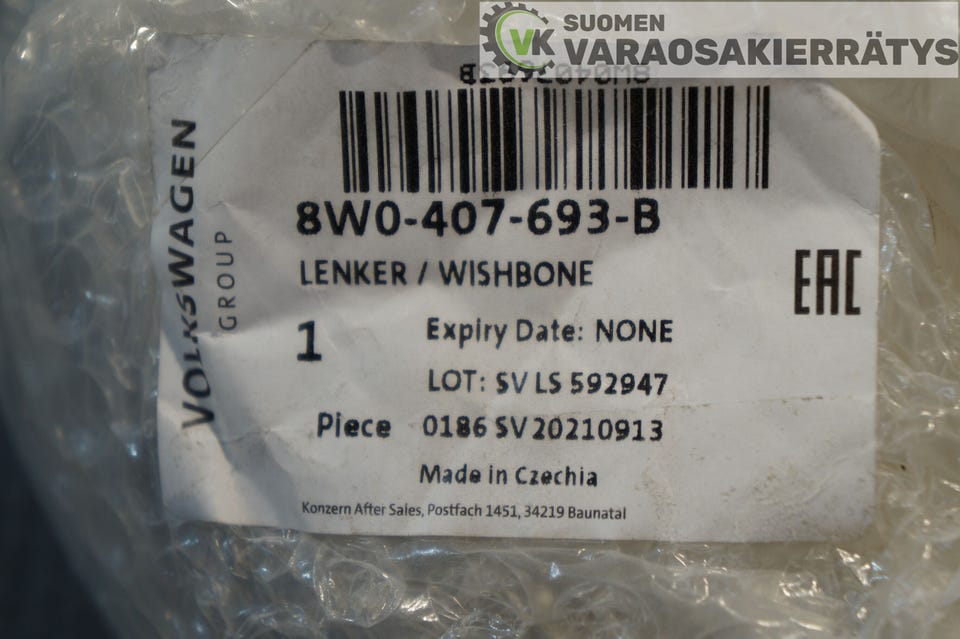 SUOMEN
VK VARAOSAKIERRÄTYS
VOLKSWAGEN
GROUP
8W0-407-693-B
LENKER / WISHBONE
EAC
1
Expiry Date: NONE
LOT: SV LS 592947
Piece 0186 SV 20210913
Made in Czechia
Konzern After Sales, Postfach 1451, 34219 Baunatal